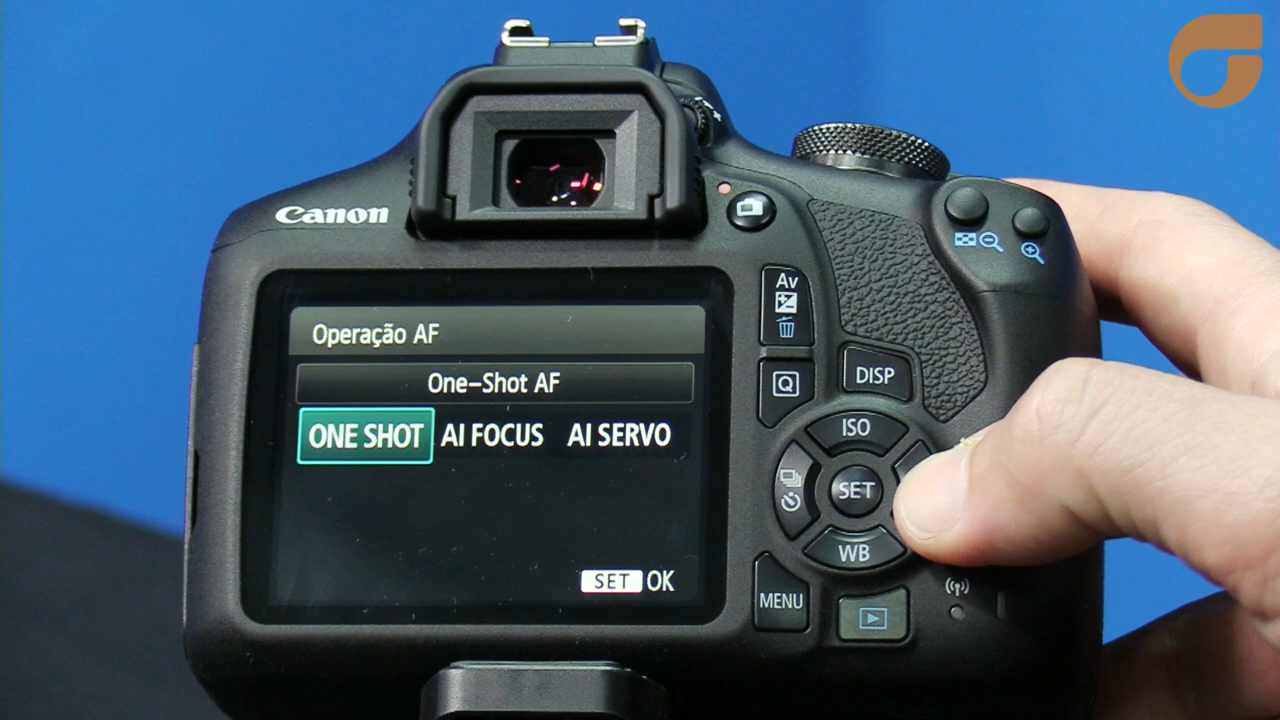 Canon
Av
Operação AF
One-Shot AF
ONE SHOT AI FOCUS AI SERVO
SET OK
Q
DISP
ISO
SET
WB
MENU